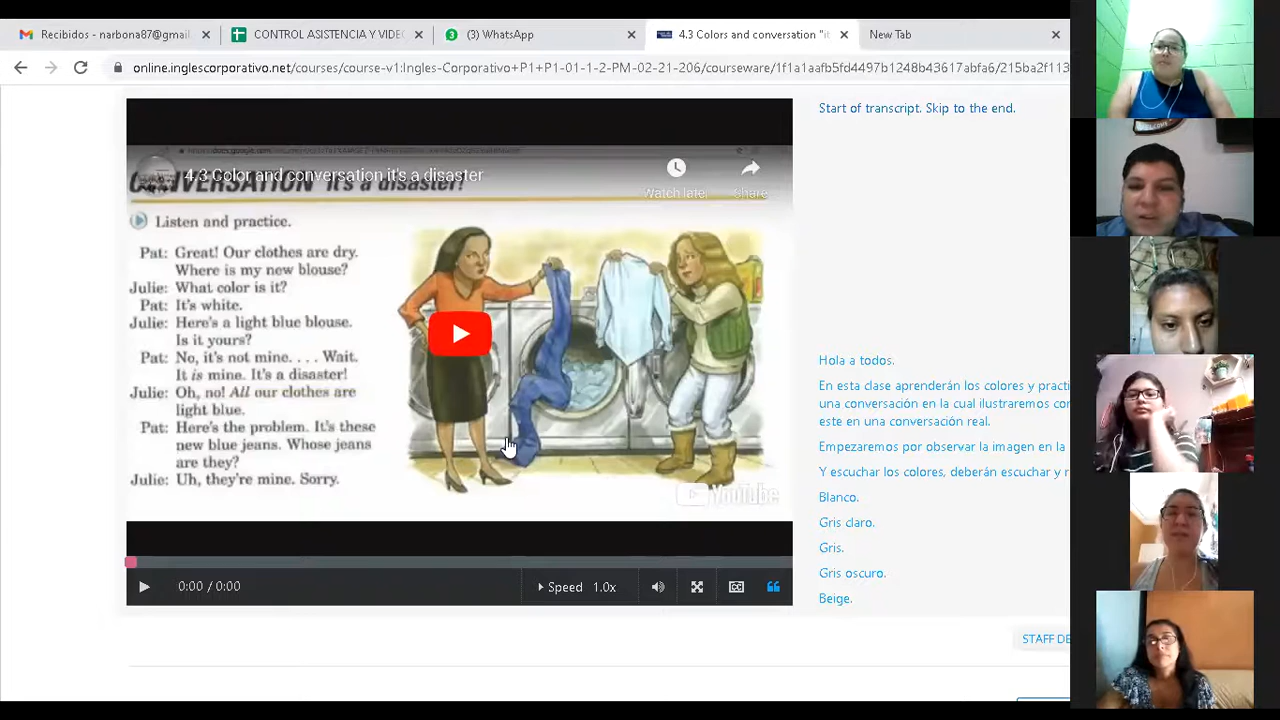 Recibidos - narbona87@gmail
CONTROL ASISTENCIA Y VIDEO
(3) WhatsApp
4.3 Colors and conversation "it
New Tab
online.inglescorporativo.net/courses/course-v1:Ingles-Corporativo+P1+P1-01-1-2-PM-02-21-206/courseware/1f1a1aafb5fd4497b1248b43617abfa6/215ba2f113
4.3 Color and conversation it's a disaster
Watch later
Share
CONVERSATION It's a disaster!
Listen and practice.
Pat: Great! Our clothes are dry.
Where is my new blouse?
Julie: What color is it?
Pat: It's white.
Julie: Here's a light blue blouse.
Is it yours?
Pat: No, it's not mine. . . . Wait.
It is mine. It's a disaster!
Julie: Oh, no! All our clothes are
light blue.
Pat: Here's the problem. It's these
new blue jeans. Whose jeans
are they?
Julie: Uh, they're mine. Sorry.
YouTube
0:00 / 0:00
Speed 1.0x
CC
Start of transcript. Skip to the end.
Hola a todos.
En esta clase aprenderán los colores y practi
una conversación en la cual ilustraremos co
este en una conversación real.
Empezaremos por observar la imagen en la
Y escuchar los colores, deberán escuchar y r
Blanco.
Gris claro.
Gris.
Gris oscuro.
Beige.
STAFF DE